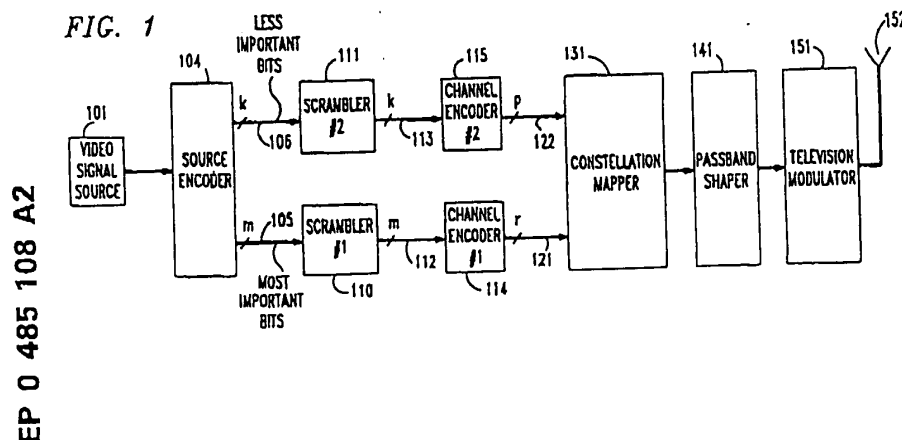 FIG. 1
LESS
IMPORTANT
BITS
104
111
115
131
141
151
152
k
106
SCRAMBLER
#2
k
113
CHANNEL
ENCODER
#2
p
122
101
VIDEO
SIGNAL
SOURCE
SOURCE
ENCODER
CONSTELLATION
MAPPER
PASSBAND
SHAPER
TELEVISION
MODULATOR
m
105
SCRAMBLER
#1
m
112
CHANNEL
ENCODER
#1
r
121
110
114
MOST
IMPORTANT
BITS
EP 0 485 108 A2